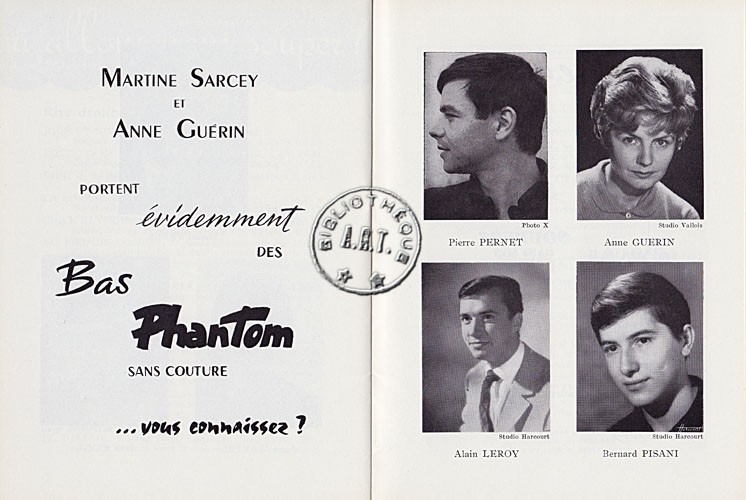 MARTINE SARCEY
ET
ANNE GUÉRIN
PORTENT
évidemment
DES
Bas
PhanTom
SANS COUTURE
...vous connaissez ?
BIBLIOTHÈQUE
A.R.T.
Photo X
Pierre PERNET
Studio Vallois
Anne GUERIN
Studio Harcourt
Alain LEROY
Studio Harcourt
Bernard PISANI